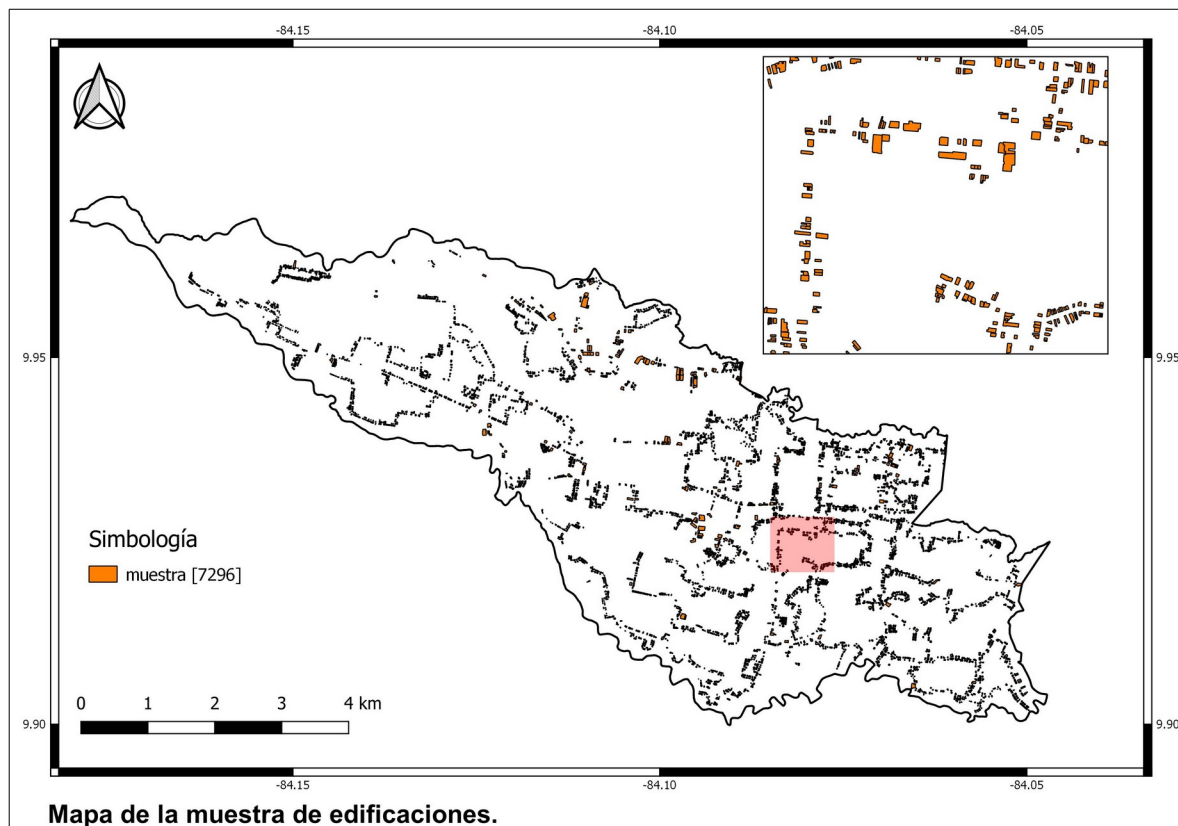 -84.15 -84.10 -84.05
9.95 9.95
Simbología
muestra [7296]
0 1 2 3 4 km
9.90 9.90
-84.15 -84.10 -84.05
Mapa de la muestra de edificaciones.